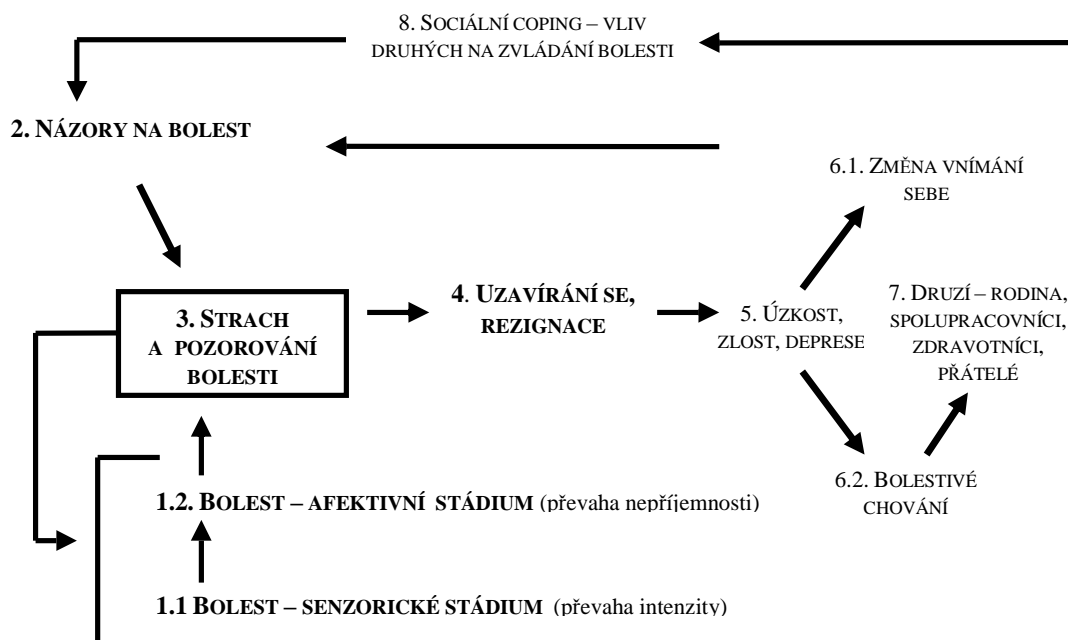 8. SOCIÁLNÍ COPING – VLIV
DRUHÝCH NA ZVLÁDÁNÍ BOLESTI
2. NÁZORY NA BOLEST
6.1. ZMĚNA VNÍMÁNÍ
SEBE
3. STRACH
A POZOROVÁNÍ
BOLESTI
4. UZAVÍRÁNÍ SE,
REZIGNACE
5. ÚZKOST,
ZLOST, DEPRESE
7. DRUZÍ – RODINA,
SPOLUPRACOVNÍCI,
ZDRAVOTNÍCI,
PŘÁTELÉ
6.2. BOLESTIVÉ
CHOVÁNÍ
1.2. BOLEST – AFEKTIVNÍ STÁDIUM (převaha nepříjemnosti)
1.1 BOLEST – SENZORICKÉ STÁDIUM (převaha intenzity)